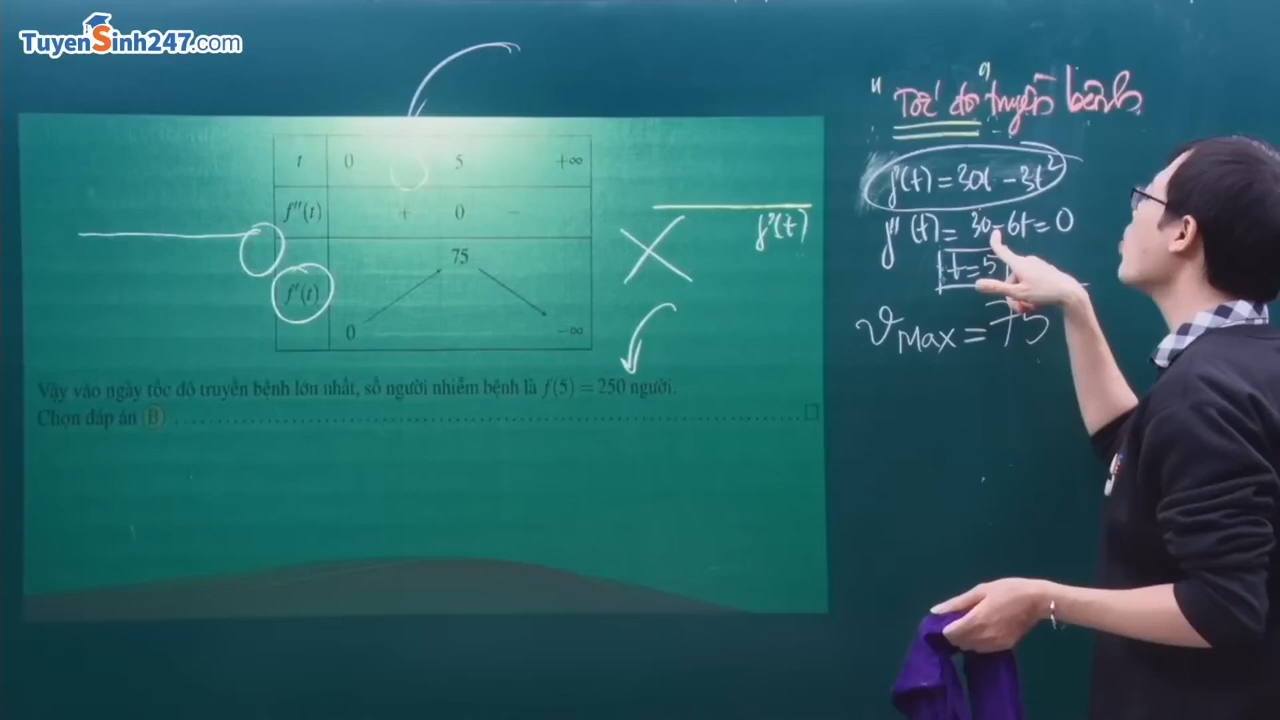 TuyenSinh247.com
t 0 5 +∞
f''(t) + 0 −
75
f'(t)
0 −∞
Vậy vào ngày tốc độ truyền bệnh lớn nhất, số người nhiễm bệnh là f(5) = 250 người.
Chọn đáp án B
f'(t)
"Tốc độ" truyền bệnh
f'(t) = 30t − 3t²
f''(t) = 30 − 6t = 0
t = 5
vMax = 75